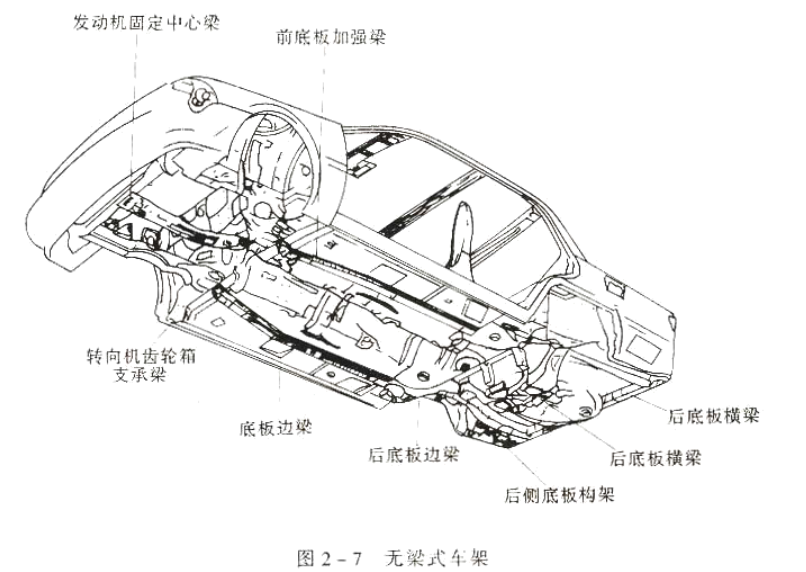 发动机固定中心梁
前底板加强梁
转向机齿轮箱
支承梁
底板边梁
后底板边梁
后底板横梁
后底板横梁
后侧底板构架
图2-7 无梁式车架